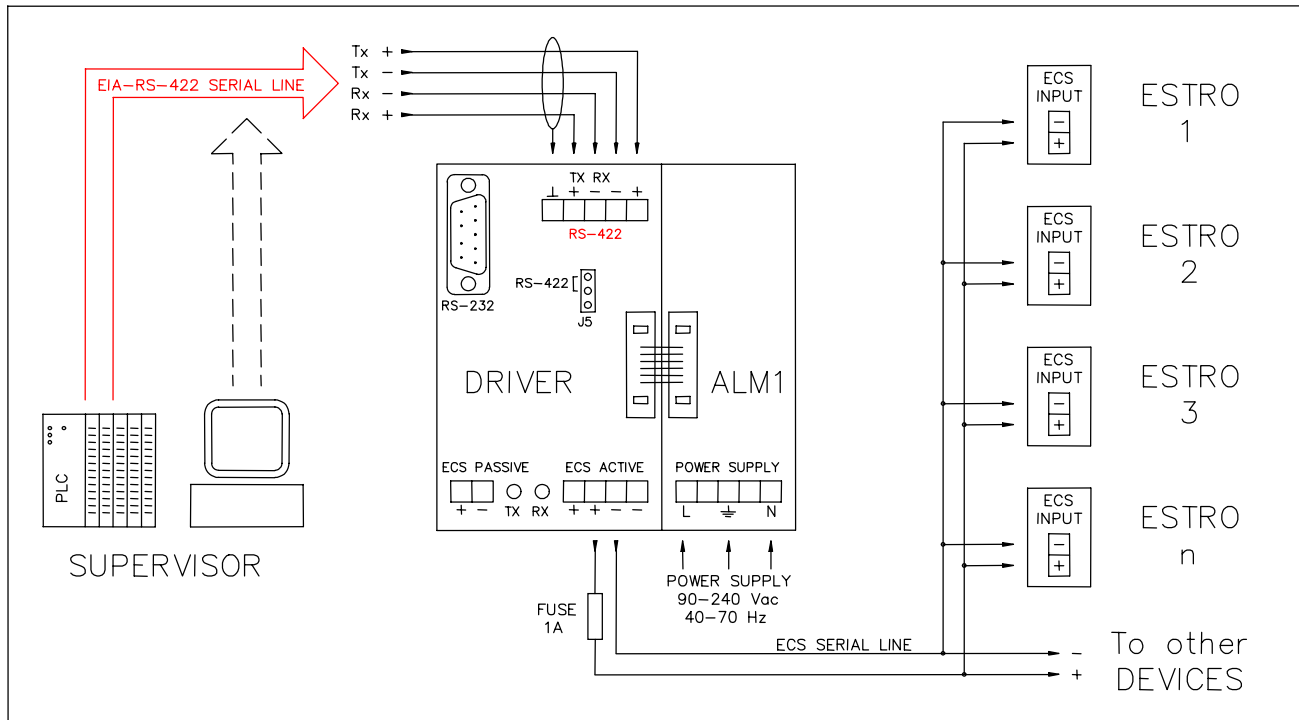 EIA-RS-422 SERIAL LINE
Tx +
Tx -
Rx -
Rx +
TX RX
⊥ + - - +
RS-422
RS-232
RS-422
J5
DRIVER
ALM1
ECS PASSIVE
+ -
TX RX
ECS ACTIVE
+ + - -
POWER SUPPLY
L ⏚ N
PLC
SUPERVISOR
FUSE
1A
POWER SUPPLY
90-240 Vac
40-70 Hz
ECS SERIAL LINE
ECS
INPUT
-
+
ESTRO
1
ECS
INPUT
-
+
ESTRO
2
ECS
INPUT
-
+
ESTRO
3
ECS
INPUT
-
+
ESTRO
n
-
+
To other
DEVICES